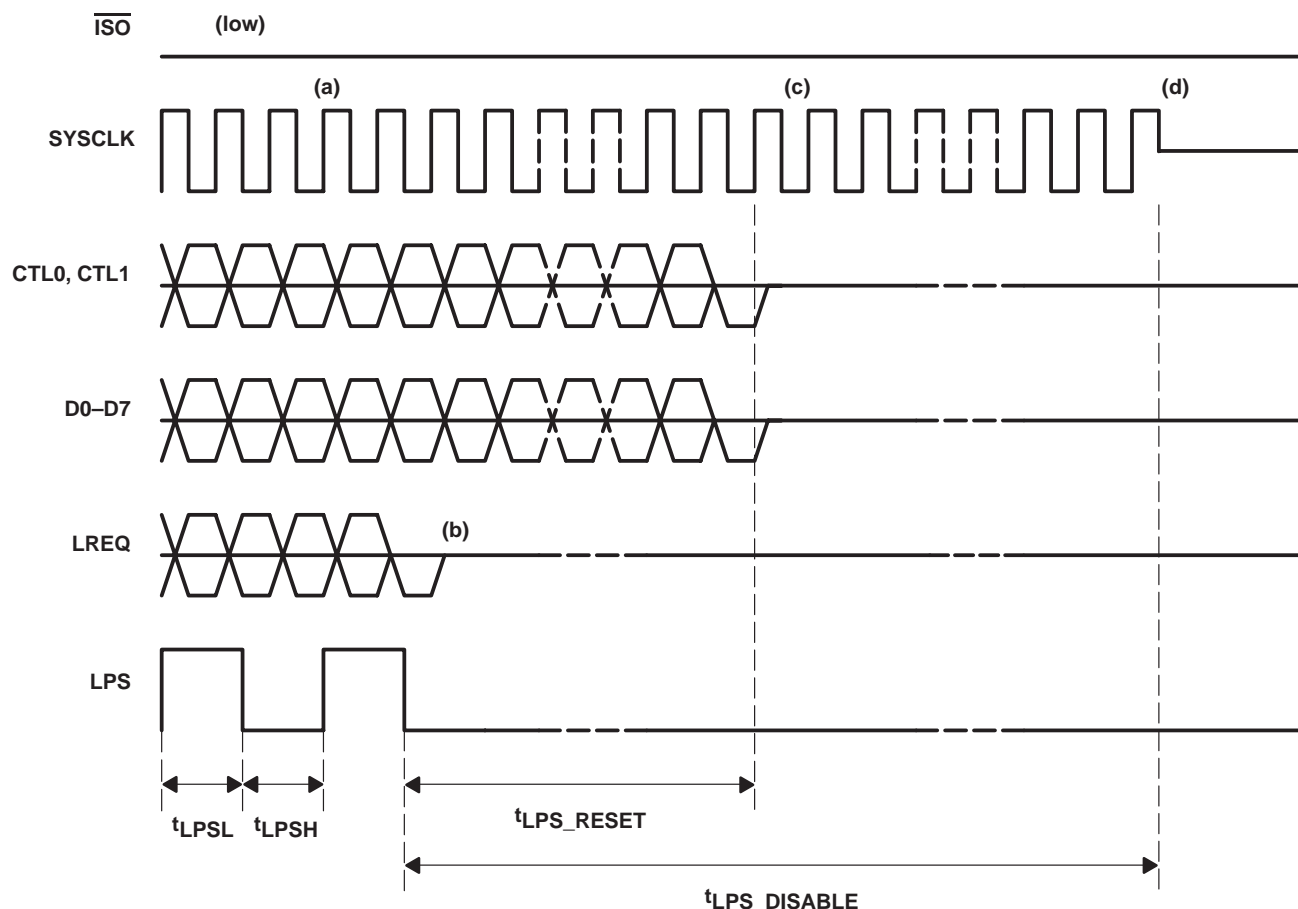 ISO (low)
(a) (c) (d)
SYSCLK
CTL0, CTL1
D0–D7
(b)
LREQ
LPS
tLPSL tLPSH tLPS_RESET
tLPS_DISABLE